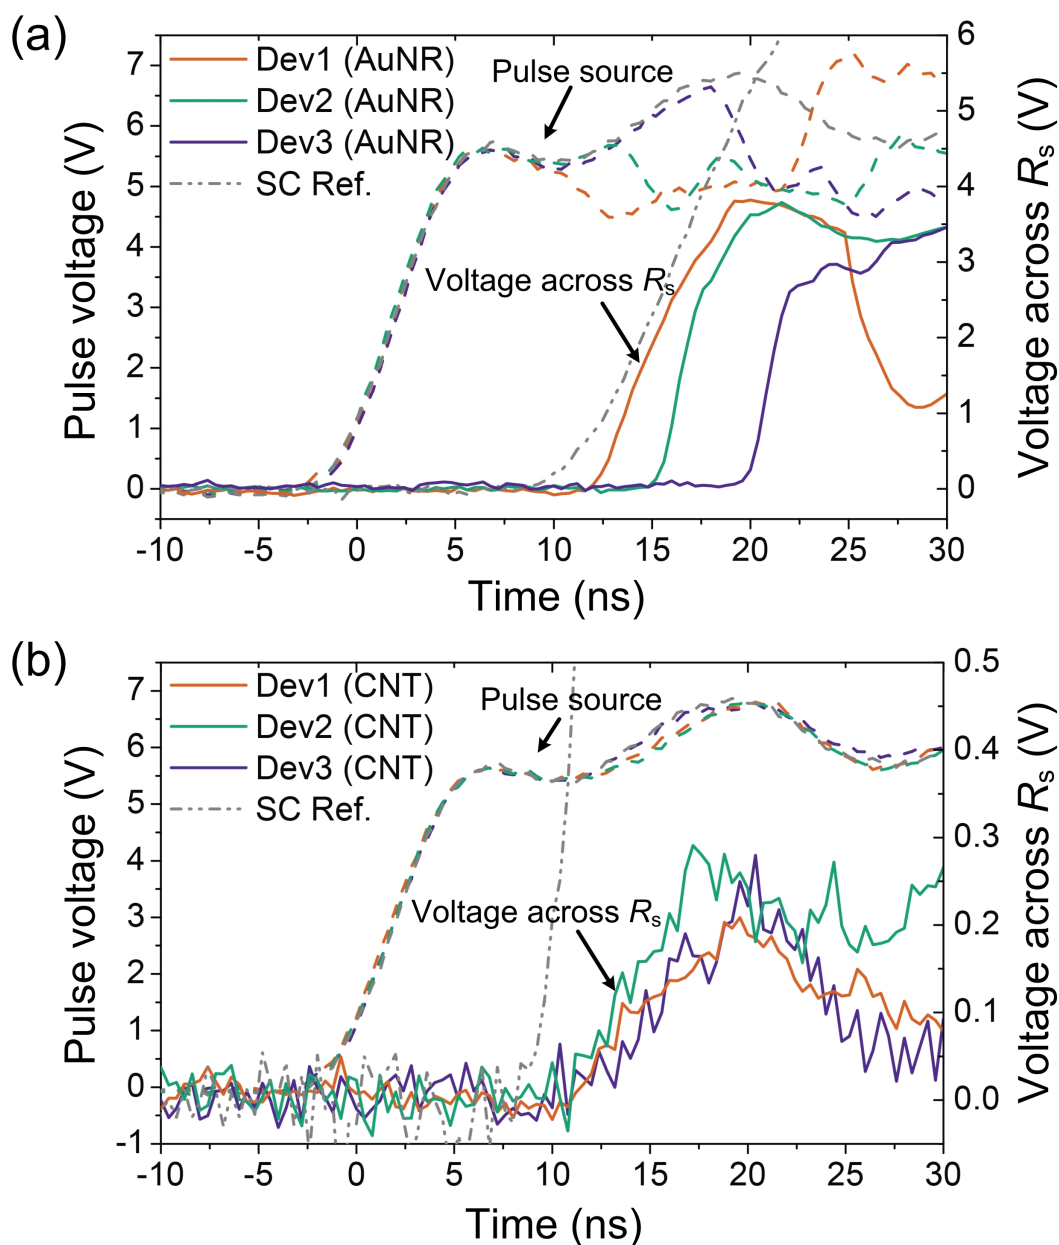 (a)
Dev1 (AuNR)
Dev2 (AuNR)
Dev3 (AuNR)
SC Ref.
Pulse source
Voltage across Rs
Pulse voltage (V)
7
6
5
4
3
2
1
0
Voltage across Rs (V)
6
5
4
3
2
1
0
-10 -5 0 5 10 15 20 25 30
Time (ns)
(b)
Dev1 (CNT)
Dev2 (CNT)
Dev3 (CNT)
SC Ref.
Pulse source
Voltage across Rs
Pulse voltage (V)
7
6
5
4
3
2
1
0
-1
Voltage across Rs (V)
0.5
0.4
0.3
0.2
0.1
0.0
-10 -5 0 5 10 15 20 25 30
Time (ns)